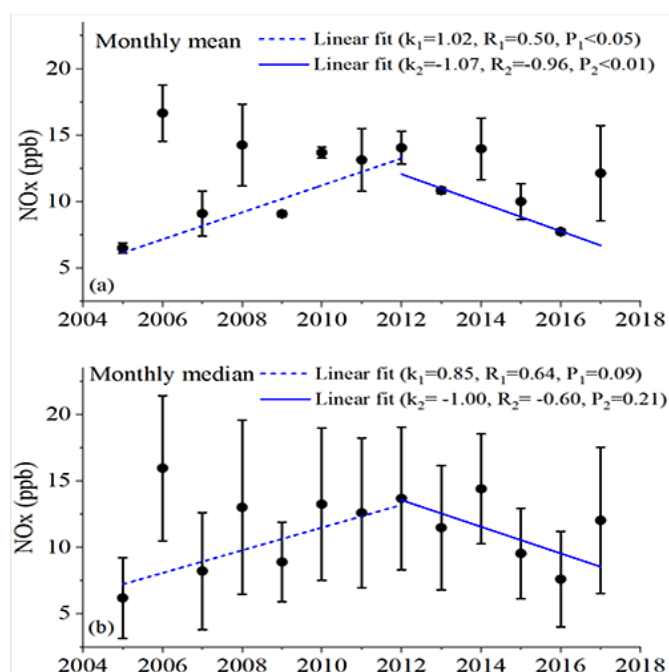 Monthly mean
Linear fit (k₁=1.02, R₁=0.50, P₁<0.05)
Linear fit (k₂=-1.07, R₂=-0.96, P₂<0.01)
20
15
10
5
NOx (ppb)
(a)
2004 2006 2008 2010 2012 2014 2016 2018
Monthly median
Linear fit (k₁=0.85, R₁=0.64, P₁=0.09)
Linear fit (k₂= -1.00, R₂= -0.60, P₂=0.21)
20
15
10
5
NOx (ppb)
(b)
2004 2006 2008 2010 2012 2014 2016 2018